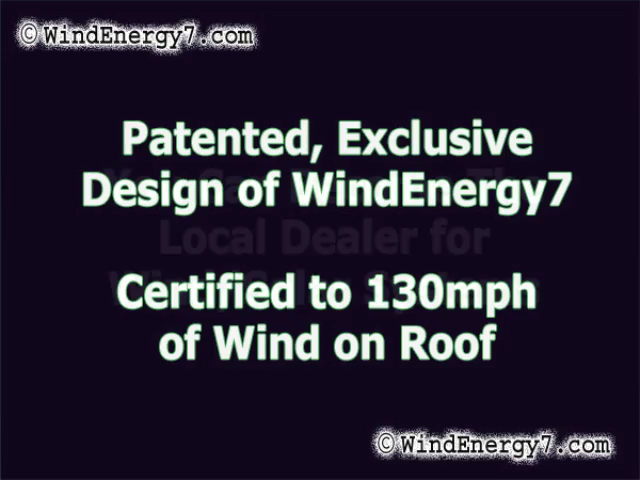 © WindEnergy7.com
Patented, Exclusive
Design of WindEnergy7
Local Dealer for
Certified to 130mph
of Wind on Roof
© WindEnergy7.com